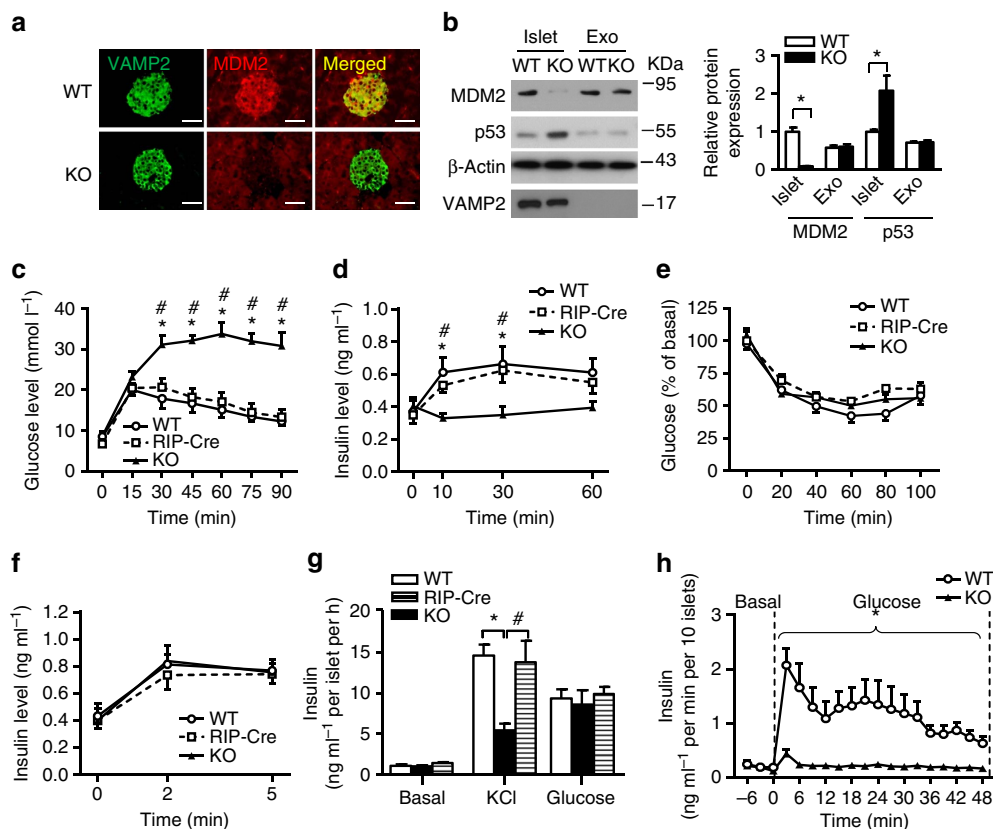 a
VAMP2 MDM2 Merged
WT
KO
b
Islet Exo
WT KO WT KO KDa
MDM2 –95
p53 –55
β-Actin –43
VAMP2 –17
WT
KO
Relative protein expression
3
2
1
0
* *
Islet Exo Islet Exo
MDM2 p53
c
Glucose level (mmol l⁻¹)
40
30
20
10
0
# # # # #
* * * * *
WT
RIP-Cre
KO
0 15 30 45 60 75 90
Time (min)
d
Insulin level (ng ml⁻¹)
1.0
0.8
0.6
0.4
0.2
0.0
# #
* *
WT
RIP-Cre
KO
0 10 30 60
Time (min)
e
Glucose (% of basal)
125
100
75
50
25
0
WT
RIP-Cre
KO
0 20 40 60 80 100
Time (min)
f
Insulin level (ng ml⁻¹)
1.2
1.0
0.8
0.6
0.4
0.2
0.0
WT
RIP-Cre
KO
0 2 5
Time (min)
g
WT
RIP-Cre
KO
Insulin
(ng ml⁻¹ per islet per h)
20
15
10
5
0
* #
Basal KCl Glucose
h
WT
KO
Insulin
(ng ml⁻¹ per min per 10 islets)
3
2
1
0
Basal Glucose
*
−6 0 6 12 18 24 30 36 42 48
Time (min)